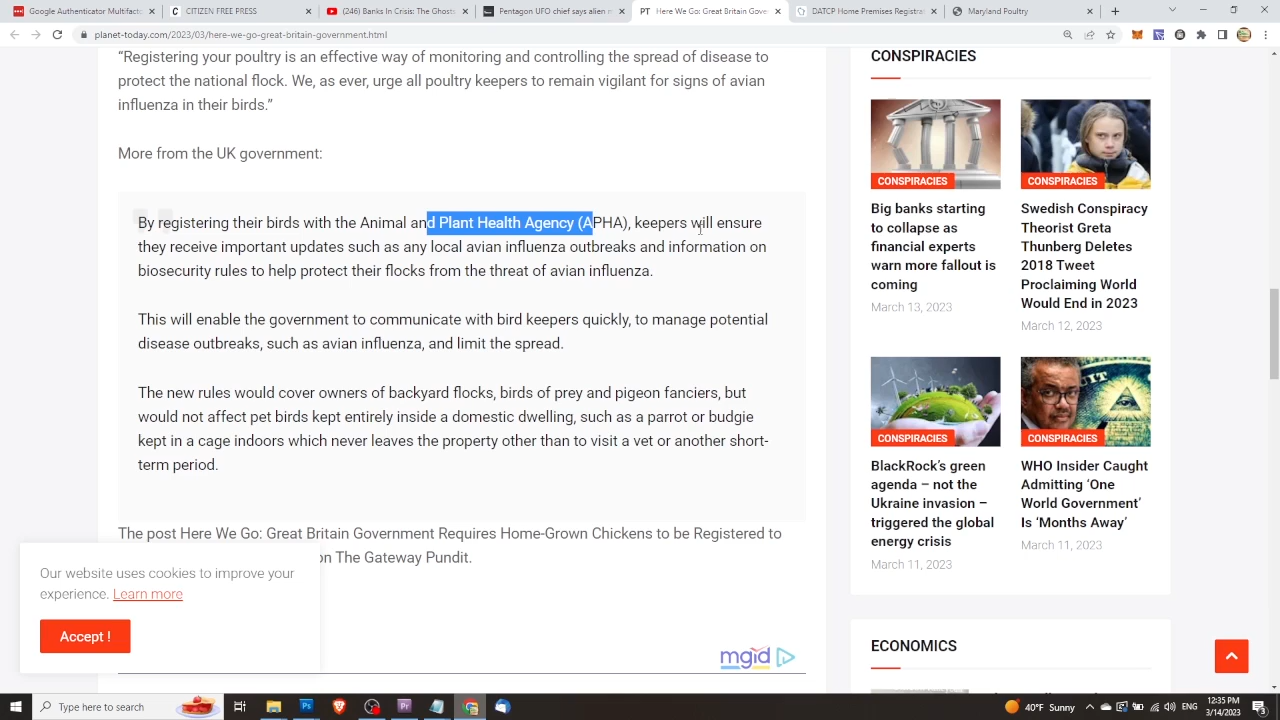 Google Authenticator Multifact
CITIZEN FREE PRESS
(246) Banks In Crisis: The Ghosts
Pentagon UFO chief says alien m
PT Here We Go: Great Britain Gover
DATCP Home Premises Registrat
Maryland Poultry
planet-today.com/2023/03/here-we-go-great-britain-government.html
“Registering your poultry is an effective way of monitoring and controlling the spread of disease to
protect the national flock. We, as ever, urge all poultry keepers to remain vigilant for signs of avian
influenza in their birds.”
More from the UK government:
By registering their birds with the Animal and Plant Health Agency (APHA), keepers will ensure
they receive important updates such as any local avian influenza outbreaks and information on
biosecurity rules to help protect their flocks from the threat of avian influenza.
This will enable the government to communicate with bird keepers quickly, to manage potential
disease outbreaks, such as avian influenza, and limit the spread.
The new rules would cover owners of backyard flocks, birds of prey and pigeon fanciers, but
would not affect pet birds kept entirely inside a domestic dwelling, such as a parrot or budgie
kept in a cage indoors which never leaves the property other than to visit a vet or another short-
term period.
The post Here We Go: Great Britain Government Requires Home-Grown Chickens to be Registered to
on The Gateway Pundit.
Our website uses cookies to improve your
experience. Learn more
Accept !
mgid
CONSPIRACIES
CONSPIRACIES
Big banks starting
to collapse as
financial experts
warn more fallout is
coming
March 13, 2023
CONSPIRACIES
Swedish Conspiracy
Theorist Greta
Thunberg Deletes
2018 Tweet
Proclaiming World
Would End in 2023
March 12, 2023
CONSPIRACIES
BlackRock’s green
agenda – not the
Ukraine invasion –
triggered the global
energy crisis
March 11, 2023
CONSPIRACIES
WHO Insider Caught
Admitting ‘One
World Government’
Is ‘Months Away’
March 11, 2023
ECONOMICS
Type here to search
40°F Sunny
12:35 PM
3/14/2023